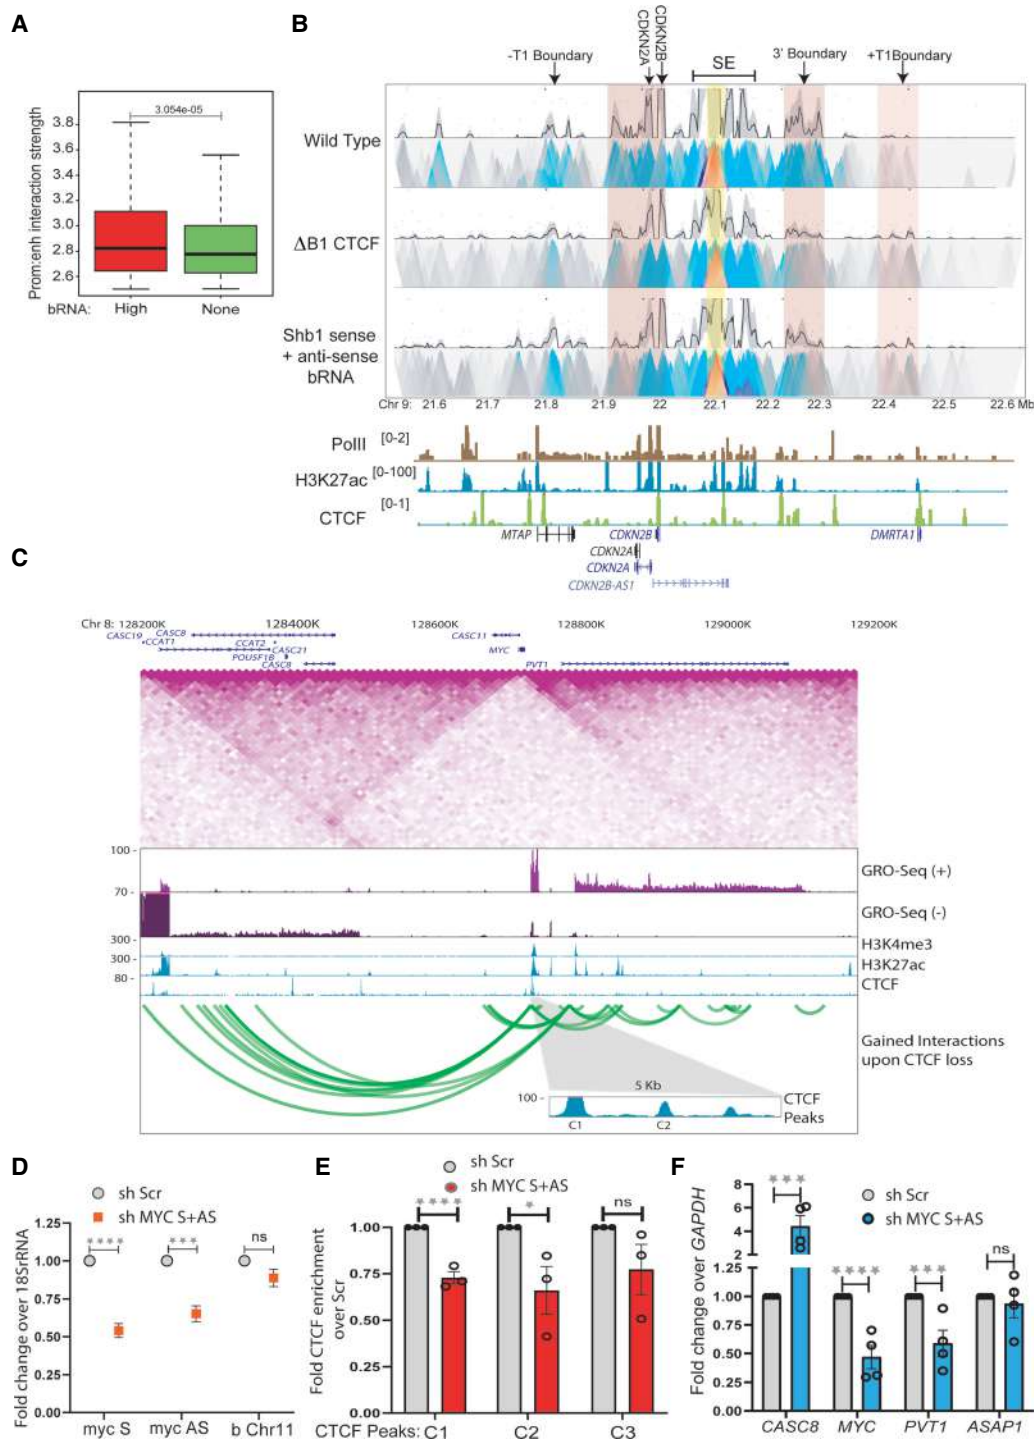 A
3.054e-05
Prom:enh interaction strength
3.8
3.6
3.4
3.2
3.0
2.8
2.6
bRNA: High None
B
-T1 Boundary
CDKN2A
CDKN2B
SE
3' Boundary
+T1Boundary
Wild Type
ΔB1 CTCF
Shb1 sense
+ anti-sense
bRNA
Chr 9: 21.6 21.7 21.8 21.9 22 22.1 22.2 22.3 22.4 22.5 22.6 Mb
PolII [0-2]
H3K27ac [0-100]
CTCF [0-1]
MTAP CDKN2B DMRTA1
CDKN2A
CDKN2A
CDKN2B-AS1
C
Chr 8: 128200K 128400K 128600K 128800K 129000K 129200K
CASC19 CASC8 CASC11
CCAT1 CCAT2 CASC21 MYC
POU5F1B
CASC8 PVT1
100 -
GRO-Seq (+)
70 -
GRO-Seq (-)
300 -
H3K4me3
300 -
H3K27ac
80 -
CTCF
Gained Interactions
upon CTCF loss
5 Kb
100 -
CTCF
Peaks
C1 C2
D
sh Scr
sh MYC S+AS
Fold change over 18SrRNA
1.25
1.00
0.75
0.50
0.25
0.00
**** *** ns
myc S myc AS b Chr11
E
sh Scr
sh MYC S+AS
Fold CTCF enrichment
over Scr
1.00
0.75
0.50
0.25
0.00
**** * ns
CTCF Peaks: C1 C2 C3
F
sh Scr
sh MYC S+AS
Fold change over GAPDH
8
6
4
2
1.25
1.00
0.75
0.50
0.25
0.00
*** **** *** ns
CASC8 MYC PVT1 ASAP1